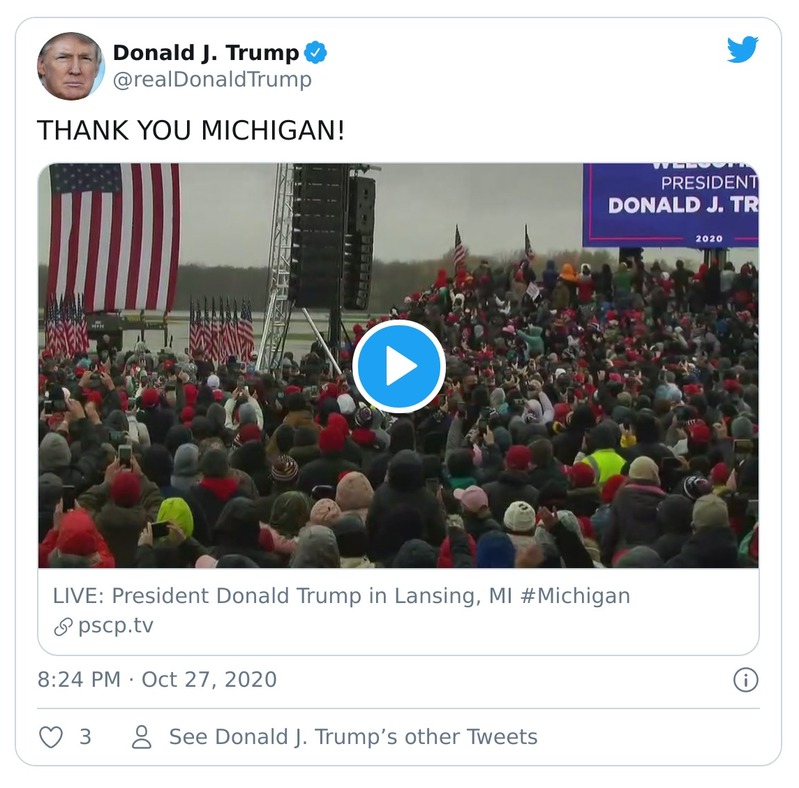 Donald J. Trump
@realDonaldTrump
THANK YOU MICHIGAN!
PRESIDENT
DONALD J. TR
2020
LIVE: President Donald Trump in Lansing, MI #Michigan
pscp.tv
8:24 PM · Oct 27, 2020
3 See Donald J. Trump’s other Tweets